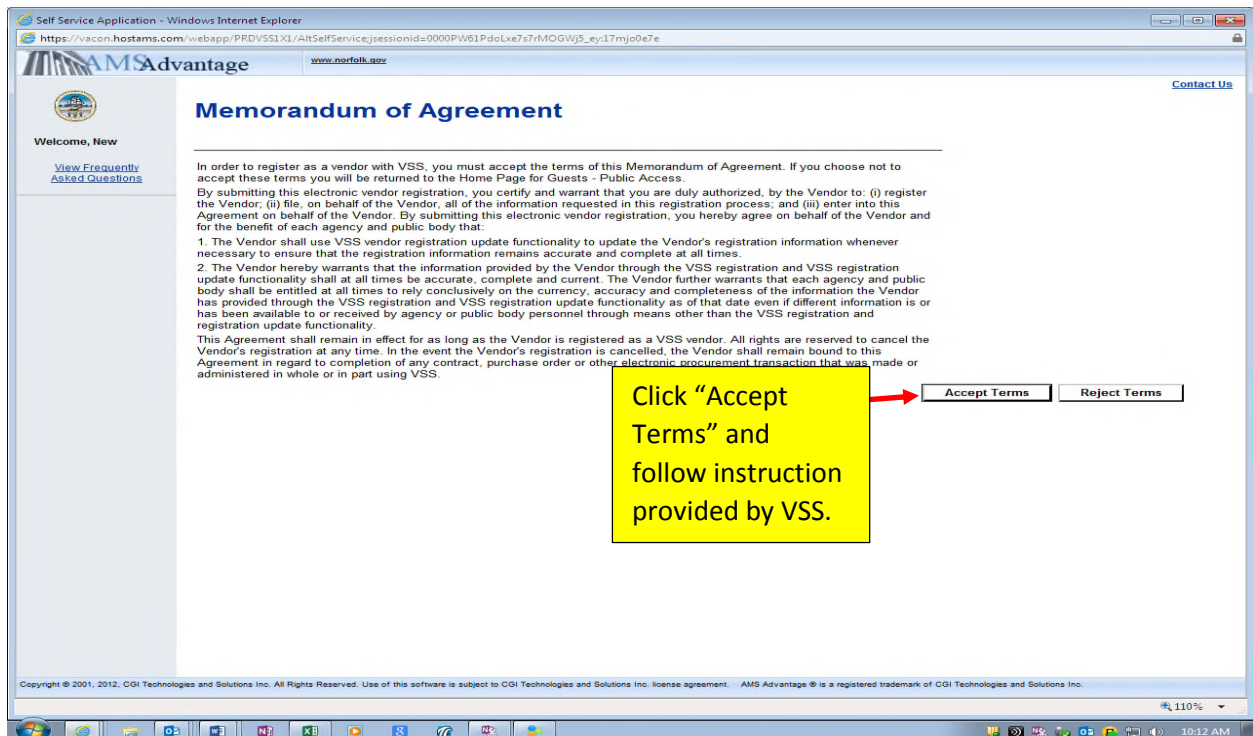 Self Service Application - Windows Internet Explorer
https://vacon.hostams.com/webapp/PRDVSS1X1/AltSelfService;jsessionid=0000PW61PdoLxe7s7rMOGWj5_ey:17mjo0e7e
AMSAdvantage
www.norfolk.gov
Contact Us
Memorandum of Agreement
Welcome, New
View Frequently
Asked Questions
In order to register as a vendor with VSS, you must accept the terms of this Memorandum of Agreement. If you choose not to
accept these terms you will be returned to the Home Page for Guests - Public Access.
By submitting this electronic vendor registration, you certify and warrant that you are duly authorized, by the Vendor to: (i) register
the Vendor; (ii) file, on behalf of the Vendor, all of the information requested in this registration process; and (iii) enter into this
Agreement on behalf of the Vendor. By submitting this electronic vendor registration, you hereby agree on behalf of the Vendor and
for the benefit of each agency and public body that:
1. The Vendor shall use VSS vendor registration update functionality to update the Vendor's registration information whenever
necessary to ensure that the registration information remains accurate and complete at all times.
2. The Vendor hereby warrants that the information provided by the Vendor through the VSS registration and VSS registration
update functionality shall at all times be accurate, complete and current. The Vendor further warrants that each agency and public
body shall be entitled at all times to rely conclusively on the currency, accuracy and completeness of the information the Vendor
has provided through the VSS registration and VSS registration update functionality as of that date even if different information is or
has been available to or received by agency or public body personnel through means other than the VSS registration and
registration update functionality.
This Agreement shall remain in effect for as long as the Vendor is registered as a VSS vendor. All rights are reserved to cancel the
Vendor's registration at any time. In the event the Vendor's registration is cancelled, the Vendor shall remain bound to this
Agreement in regard to completion of any contract, purchase order or other electronic procurement transaction that was made or
administered in whole or in part using VSS.
Click “Accept
Terms” and
follow instruction
provided by VSS.
Accept Terms
Reject Terms
Copyright © 2001, 2012, CGI Technologies and Solutions Inc. All Rights Reserved. Use of this software is subject to CGI Technologies and Solutions Inc. license agreement. AMS Advantage ® is a registered trademark of CGI Technologies and Solutions Inc.
110%
10:12 AM